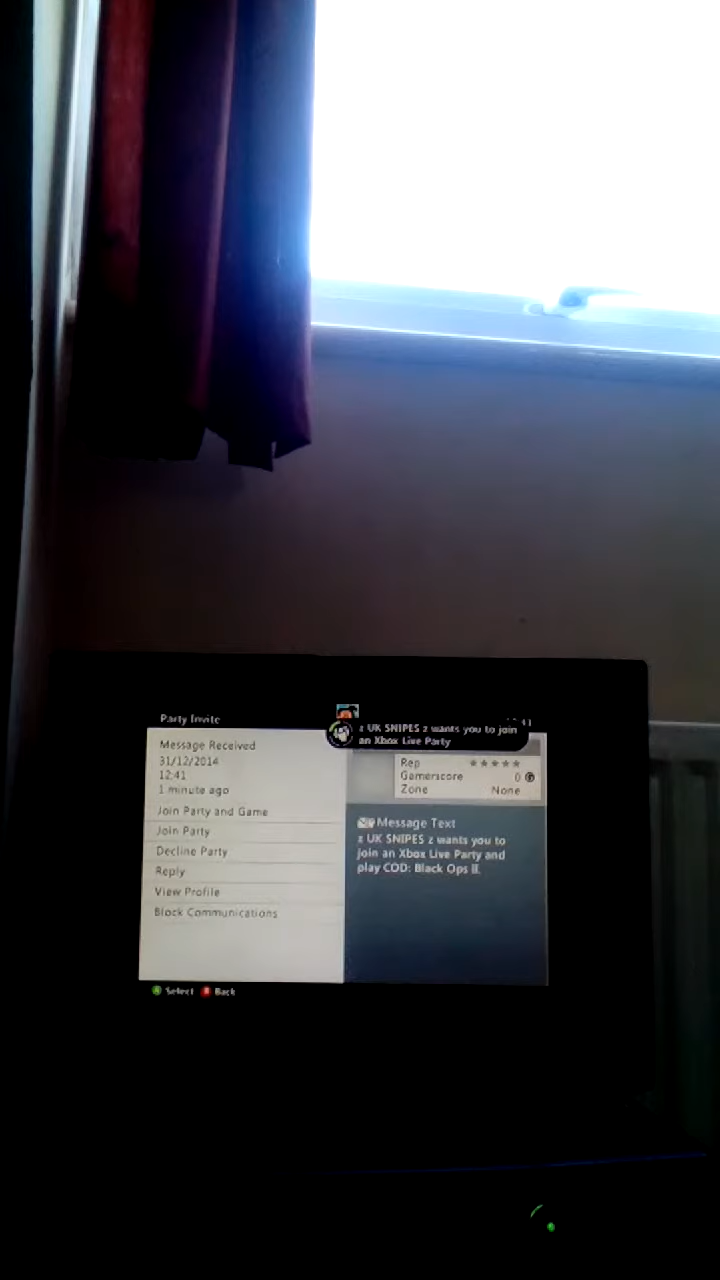 Party Invite
z UK SNIPES z wants you to join
an Xbox Live Party
Message Received
31/12/2014
12:41
1 minute ago
Join Party and Game
Join Party
Decline Party
Reply
View Profile
Block Communications
Rep
Gamerscore 0 G
Zone None
Message Text
z UK SNIPES z wants you to
join an Xbox Live Party and
play COD: Black Ops II.
A Select B Back